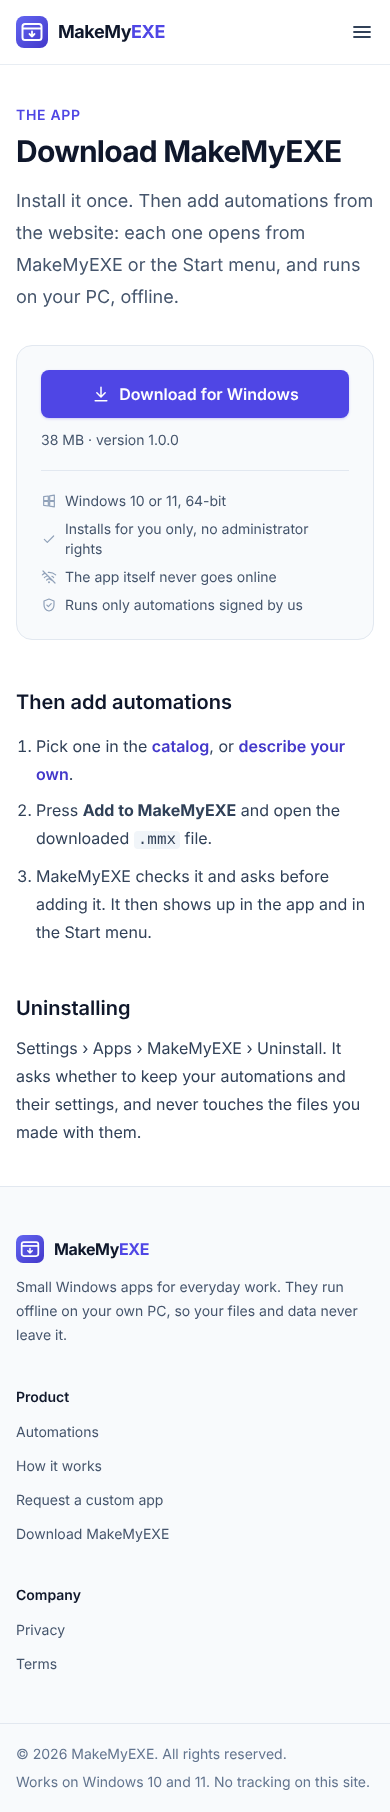 MakeMyEXE
THE APP
Download MakeMyEXE
Install it once. Then add automations from
the website: each one opens from
MakeMyEXE or the Start menu, and runs
on your PC, offline.
Download for Windows
38 MB · version 1.0.0
Windows 10 or 11, 64-bit
Installs for you only, no administrator
rights
The app itself never goes online
Runs only automations signed by us
Then add automations
1. Pick one in the catalog, or describe your
own.
2. Press Add to MakeMyEXE and open the
downloaded .mmx file.
3. MakeMyEXE checks it and asks before
adding it. It then shows up in the app and in
the Start menu.
Uninstalling
Settings › Apps › MakeMyEXE › Uninstall. It
asks whether to keep your automations and
their settings, and never touches the files you
made with them.
MakeMyEXE
Small Windows apps for everyday work. They run
offline on your own PC, so your files and data never
leave it.
Product
Automations
How it works
Request a custom app
Download MakeMyEXE
Company
Privacy
Terms
© 2026 MakeMyEXE. All rights reserved.
Works on Windows 10 and 11. No tracking on this site.